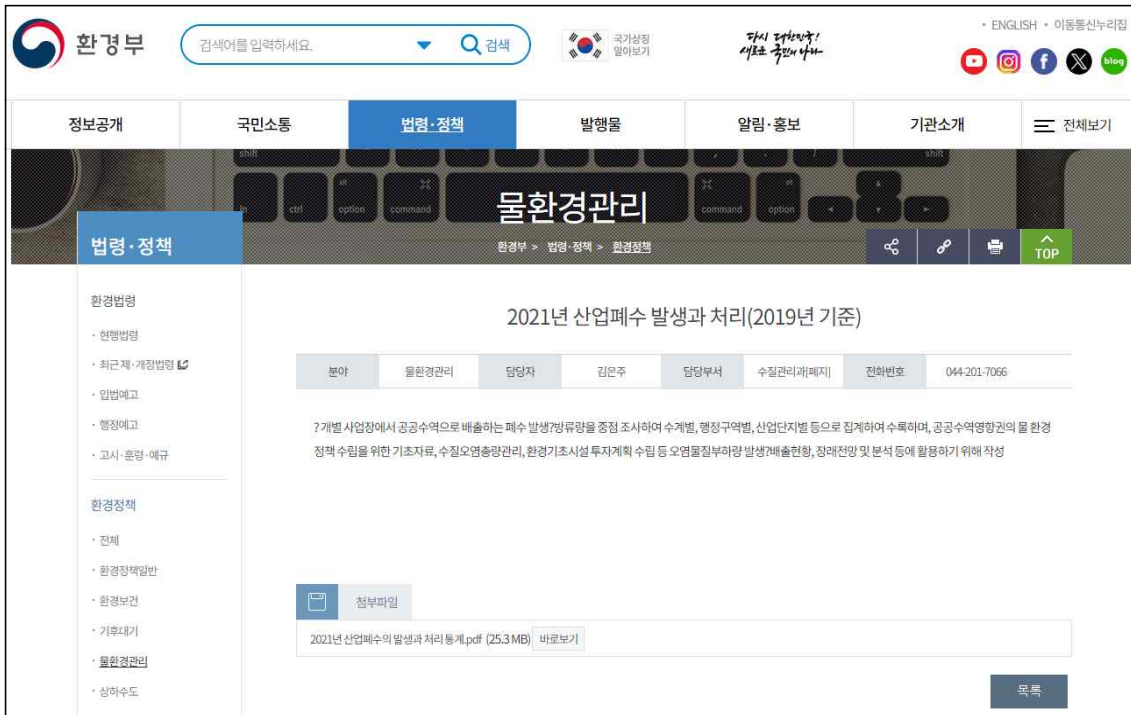 · ENGLISH · 이동통신누리집
환경부
검색어를 입력하세요.
검색
국가상징
알아보기
다시 대한민국!
새로운 국민의 나라
blog
정보공개 국민소통 법령·정책 발행물 알림·홍보 기관소개 전체보기
shift
shift
alt
alt
ctrl option command
command option
물환경관리
환경부 > 법령·정책 > 환경정책
TOP
법령·정책
환경법령
· 현행법령
· 최근 제·개정법령
· 입법예고
· 행정예고
· 고시·훈령·예규
환경정책
· 전체
· 환경정책일반
· 환경보건
· 기후대기
· 물환경관리
· 상하수도
2021년 산업폐수 발생과 처리(2019년 기준)
분야 물환경관리 담당자 김은주 담당부서 수질관리과[폐지] 전화번호 044-201-7066
? 개별 사업장에서 공공수역으로 배출하는 폐수 발생?방류량을 중점 조사하여 수계별, 행정구역별, 산업단지별 등으로 집계하여 수록하며, 공공수역영향권의 물 환경
정책 수립을 위한 기초자료, 수질오염총량관리, 환경기초시설 투자계획 수립 등 오염물질부하량 발생?배출현황, 장래전망 및 분석 등에 활용하기 위해 작성
첨부파일
2021년 산업폐수의 발생과 처리 통계.pdf (25.3 MB) 바로보기
목록